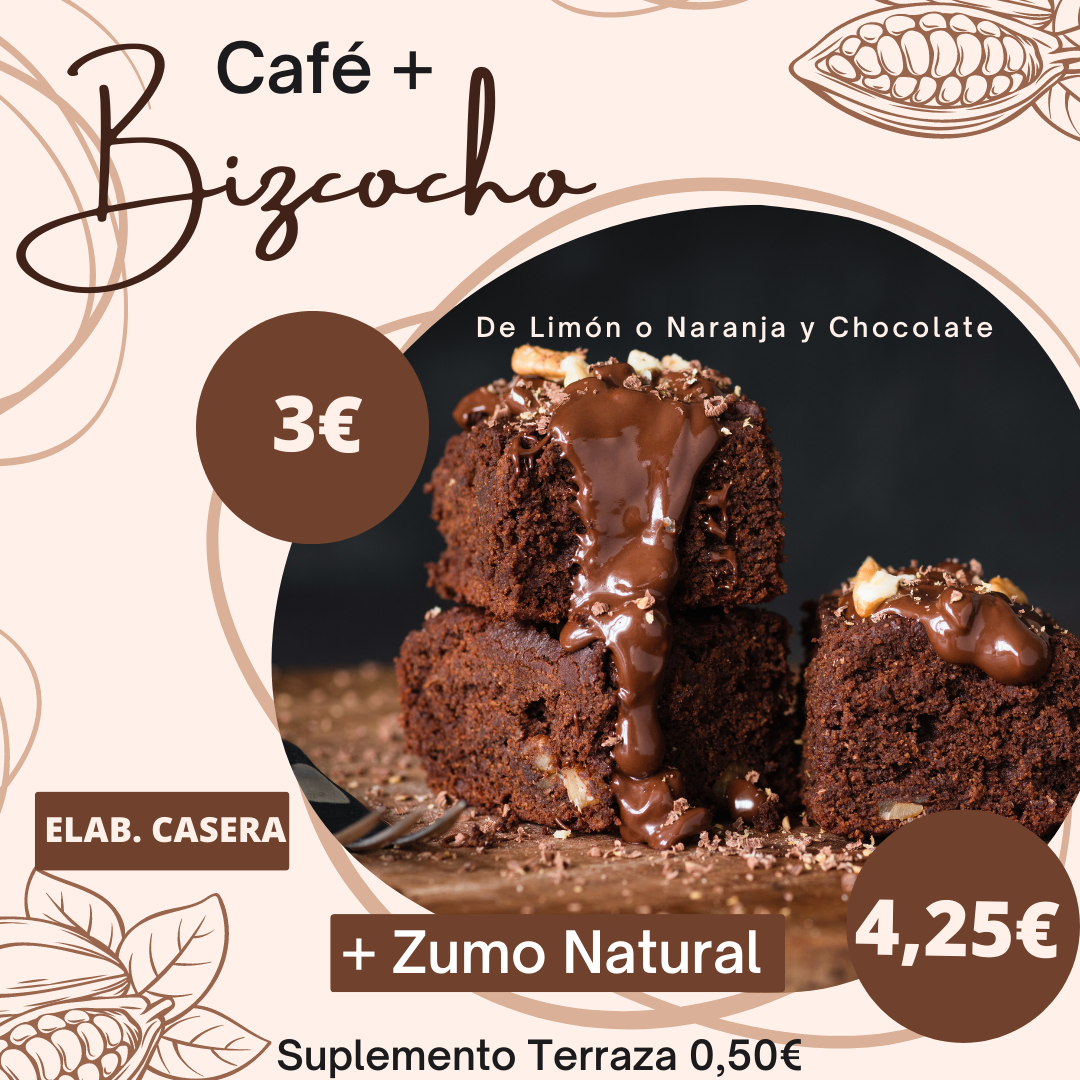 Café +
Bizcocho
De Limón o Naranja y Chocolate
3€
ELAB. CASERA
+ Zumo Natural
4,25€
Suplemento Terraza 0,50€